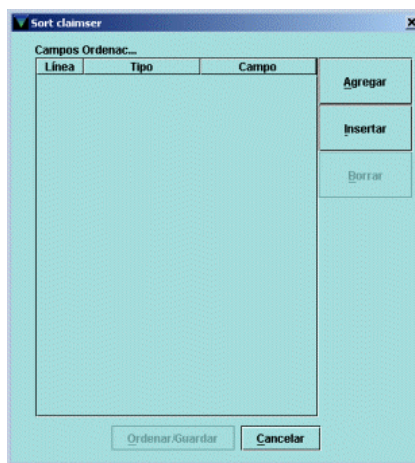 Sort claimser
Campos Ordenac...
Línea Tipo Campo
Agregar
Insertar
Borrar
Ordenar/Guardar Cancelar